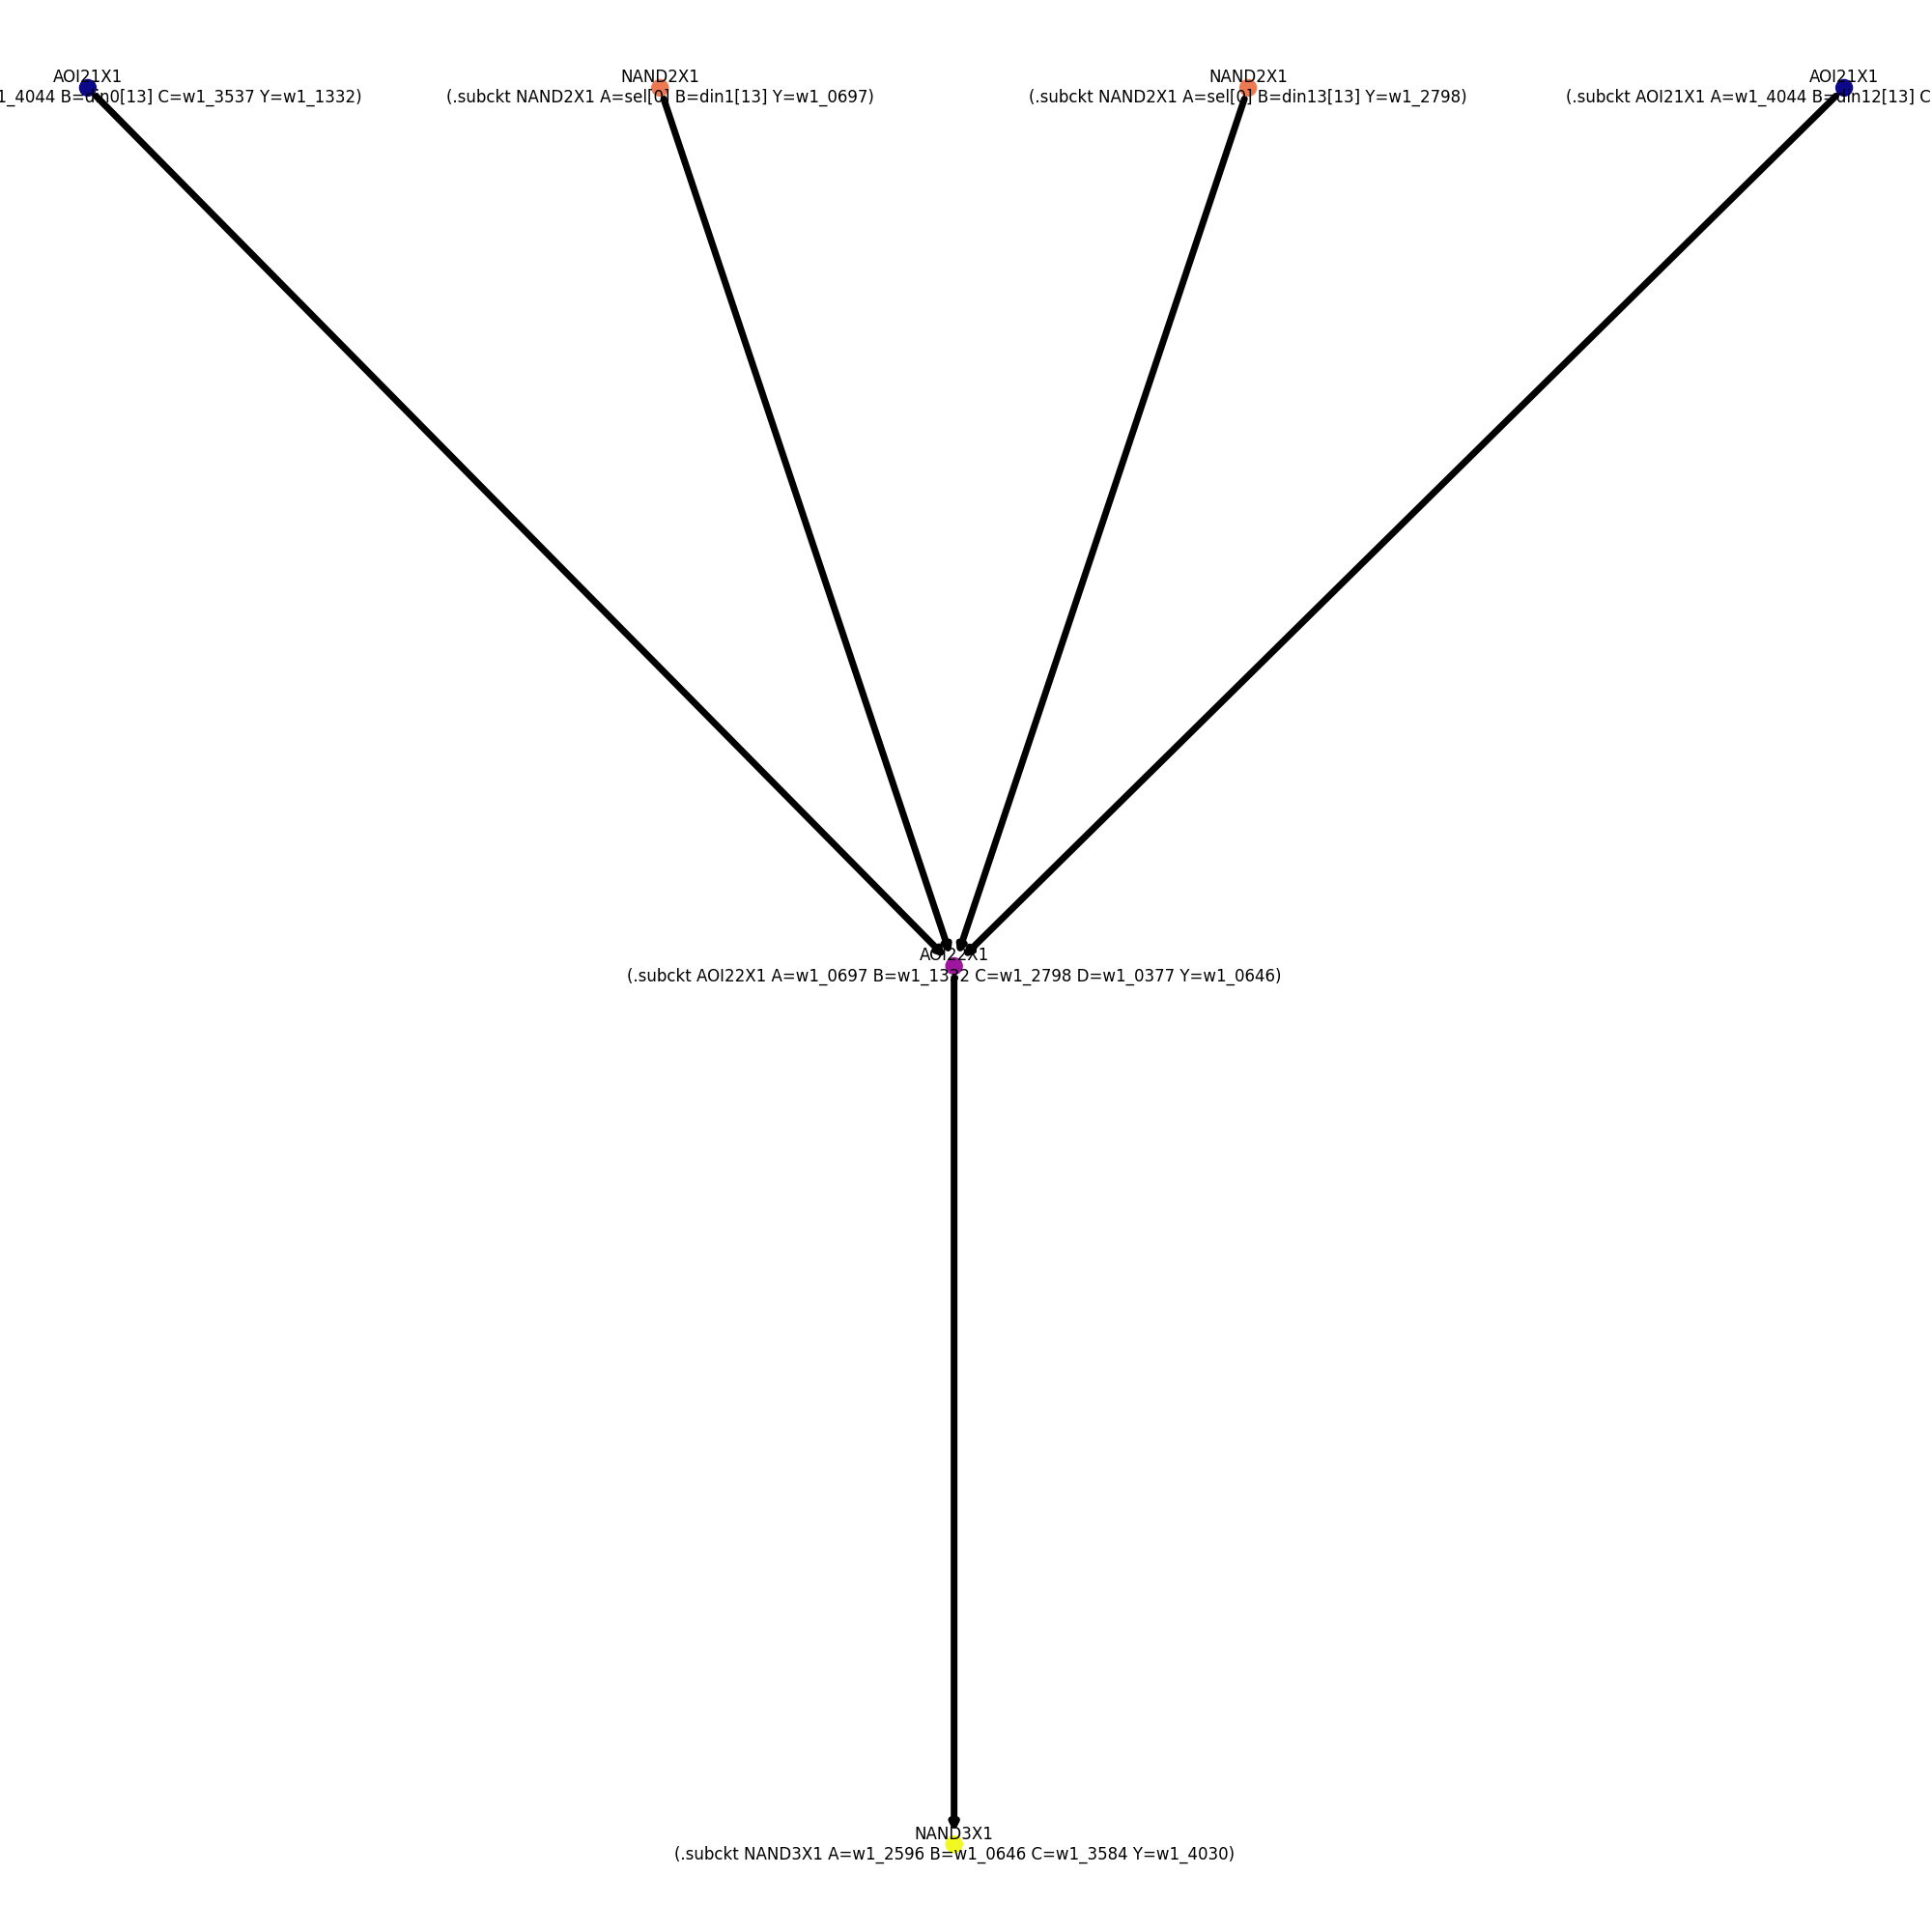 AOI21X1
1_4044 B=din0[13] C=w1_3537 Y=w1_1332)
NAND2X1
(.subckt NAND2X1 A=sel[0] B=din1[13] Y=w1_0697)
NAND2X1
(.subckt NAND2X1 A=sel[0] B=din13[13] Y=w1_2798)
AOI21X1
(.subckt AOI21X1 A=w1_4044 B=din12[13] C
AOI22X1
(.subckt AOI22X1 A=w1_0697 B=w1_1332 C=w1_2798 D=w1_0377 Y=w1_0646)
NAND3X1
(.subckt NAND3X1 A=w1_2596 B=w1_0646 C=w1_3584 Y=w1_4030)